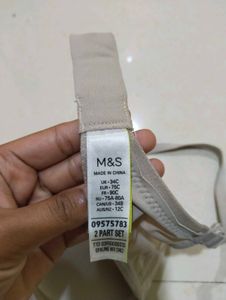 M&S
MADE IN CHINA
UK - 34C
EUR - 75C
FR - 90C
RU - 75A-80A
CAN/US - 34B
AUS/NZ - 12C
09575783
2 PART SET